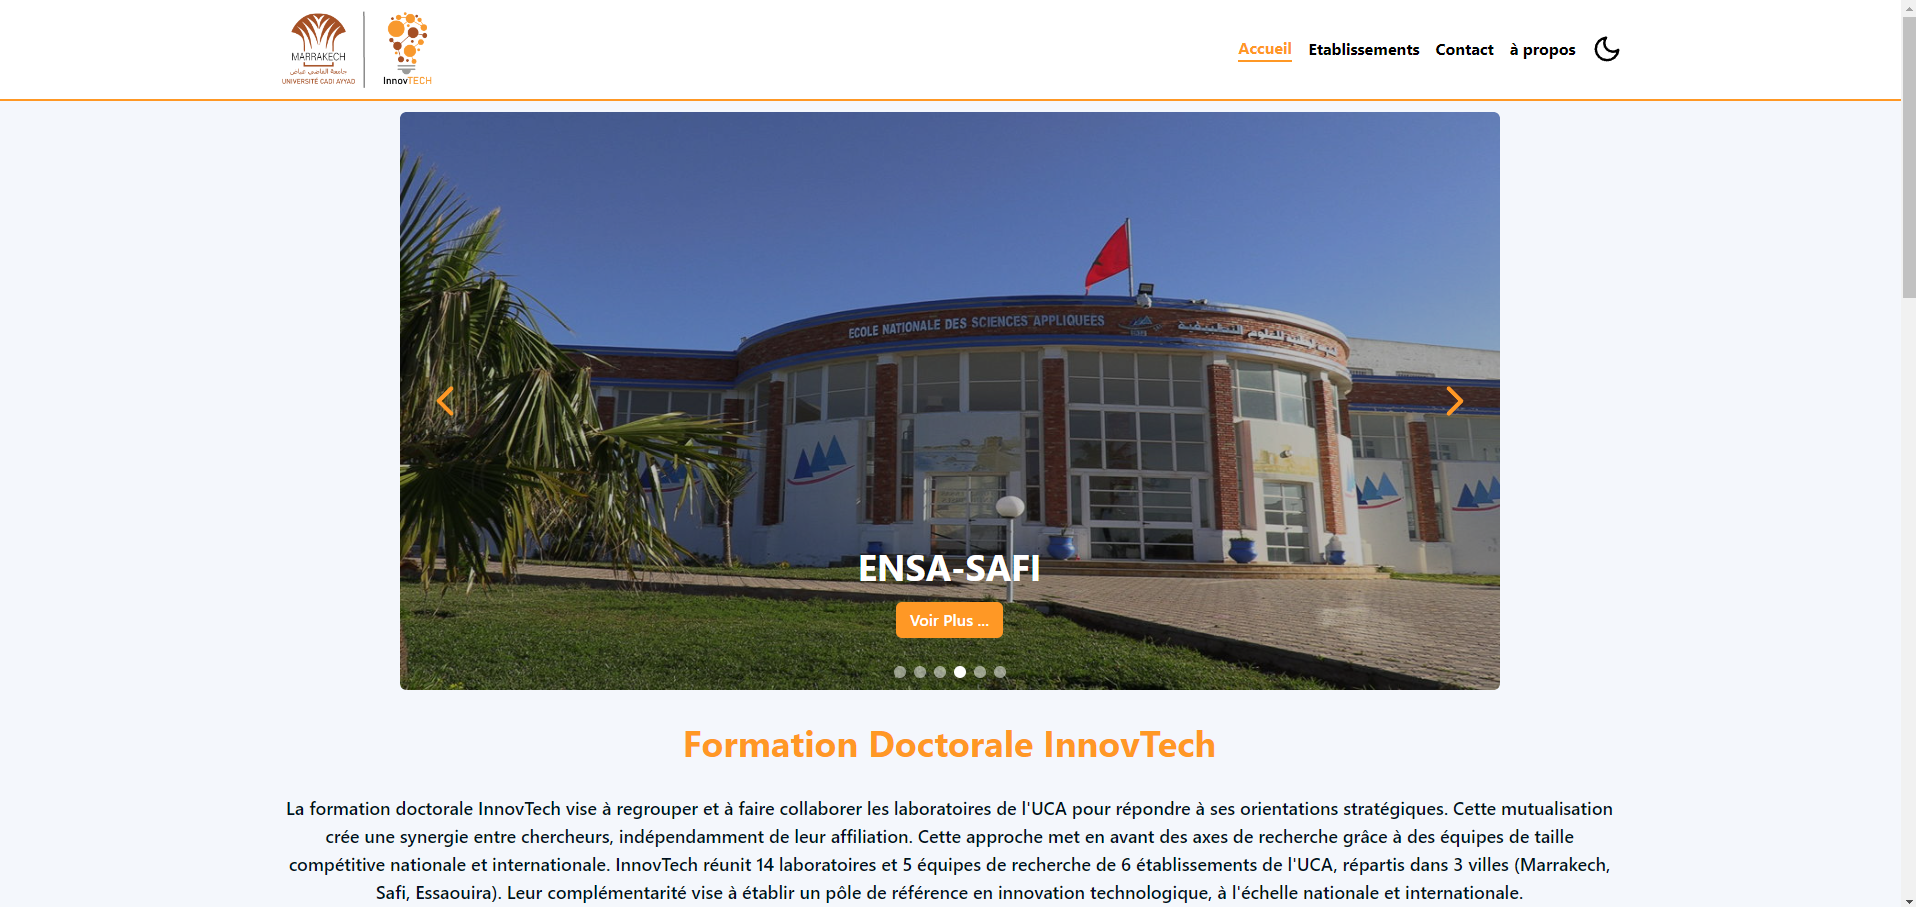 MARRAKECH
جامعة القاضي عياض
UNIVERSITÉ CADI AYYAD
InnovTECH
Accueil
Etablissements
Contact
à propos
ECOLE NATIONALE DES SCIENCES APPLIQUEES
ENSA-SAFI
Voir Plus ...
Formation Doctorale InnovTech
La formation doctorale InnovTech vise à regrouper et à faire collaborer les laboratoires de l'UCA pour répondre à ses orientations stratégiques. Cette mutualisation
crée une synergie entre chercheurs, indépendamment de leur affiliation. Cette approche met en avant des axes de recherche grâce à des équipes de taille
compétitive nationale et internationale. InnovTech réunit 14 laboratoires et 5 équipes de recherche de 6 établissements de l'UCA, répartis dans 3 villes (Marrakech,
Safi, Essaouira). Leur complémentarité vise à établir un pôle de référence en innovation technologique, à l'échelle nationale et internationale.